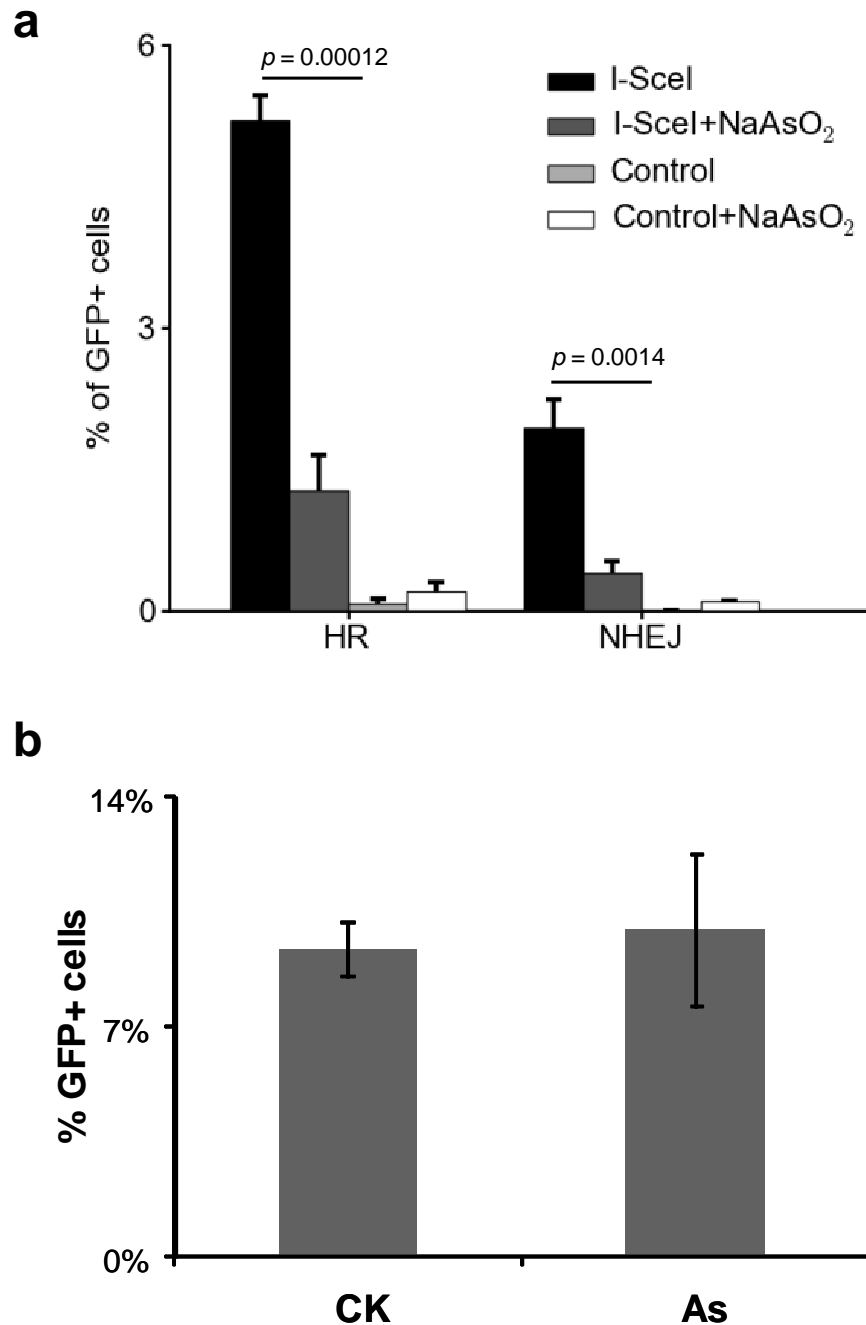 a
6
p = 0.00012
I-SceI
I-SceI+NaAsO₂
Control
Control+NaAsO₂
% of GFP+ cells
3
p = 0.0014
0
HR
NHEJ
b
14%
% GFP+ cells
7%
0%
CK
As